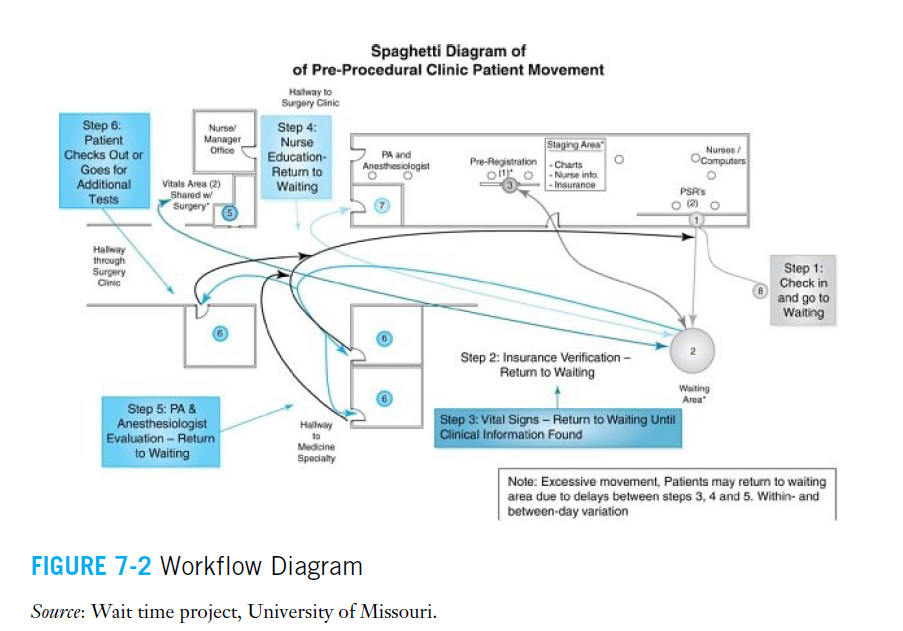 Spaghetti Diagram of
of Pre-Procedural Clinic Patient Movement
Hallway to
Surgery Clinic
Step 6:
Patient
Checks Out or
Goes for
Additional
Tests
Nurse/
Manager
Office
Step 4:
Nurse
Education-
Return to
Waiting
Vitals Area (2)
Shared w/
Surgery*
5
PA and
Anesthesiologist
7
Pre-Registration
(1)*
3
Staging Area*
- Charts
- Nurse info.
- Insurance
Nurses /
Computers
PSR's
(2)
1
Hallway
through
Surgery
Clinic
8
Step 1:
Check in
and go to
Waiting
6
6
6
2
Waiting
Area*
Step 2: Insurance Verification –
Return to Waiting
Step 3: Vital Signs – Return to Waiting Until
Clinical Information Found
Step 5: PA &
Anesthesiologist
Evaluation – Return
to Waiting
Hallway
to
Medicine
Specialty
Note: Excessive movement, Patients may return to waiting
area due to delays between steps 3, 4 and 5. Within- and
between-day variation
FIGURE 7-2 Workflow Diagram
Source: Wait time project, University of Missouri.